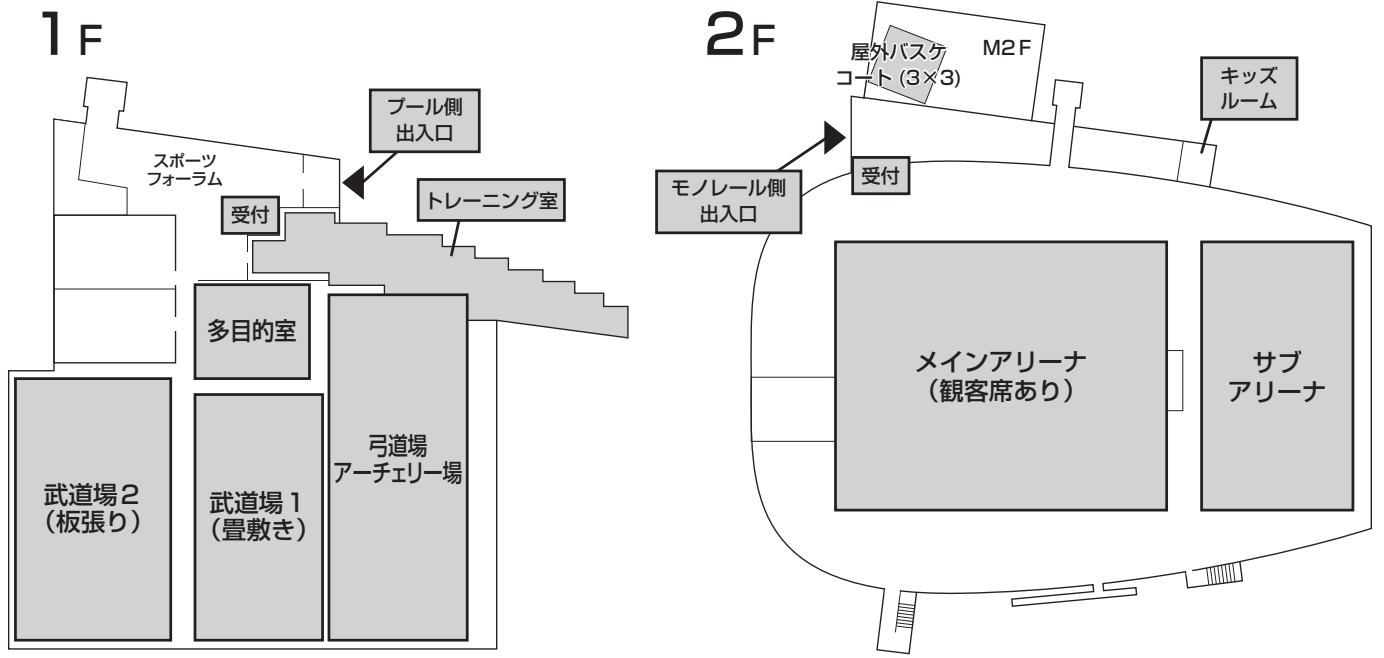 1F
プール側
出入口
スポーツ
フォーラム
受付
トレーニング室
多目的室
弓道場
アーチェリー場
武道場2
（板張り）
武道場1
（畳敷き）
2F
屋外バスケ
コート(3×3)
M2F
キッズ
ルーム
モノレール側
出入口
受付
メインアリーナ
（観客席あり）
サブ
アリーナ